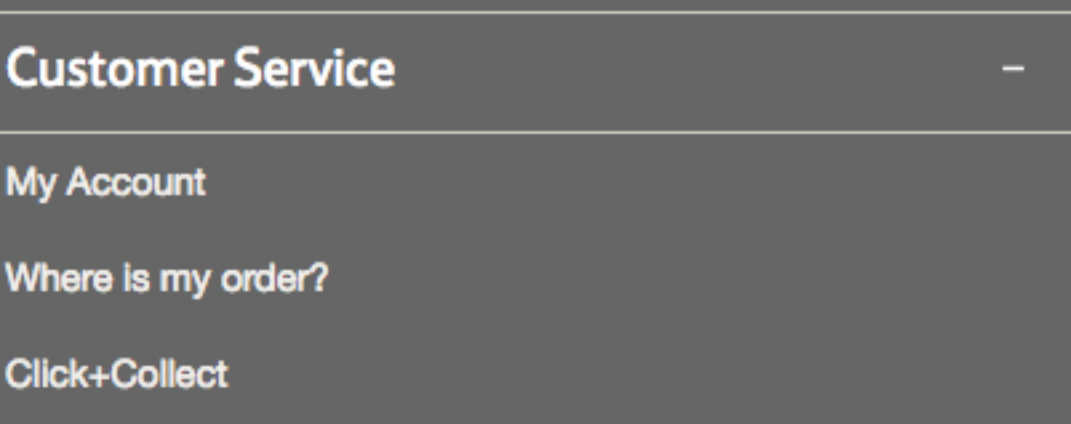 Customer Service –
My Account
Where is my order?
Click+Collect